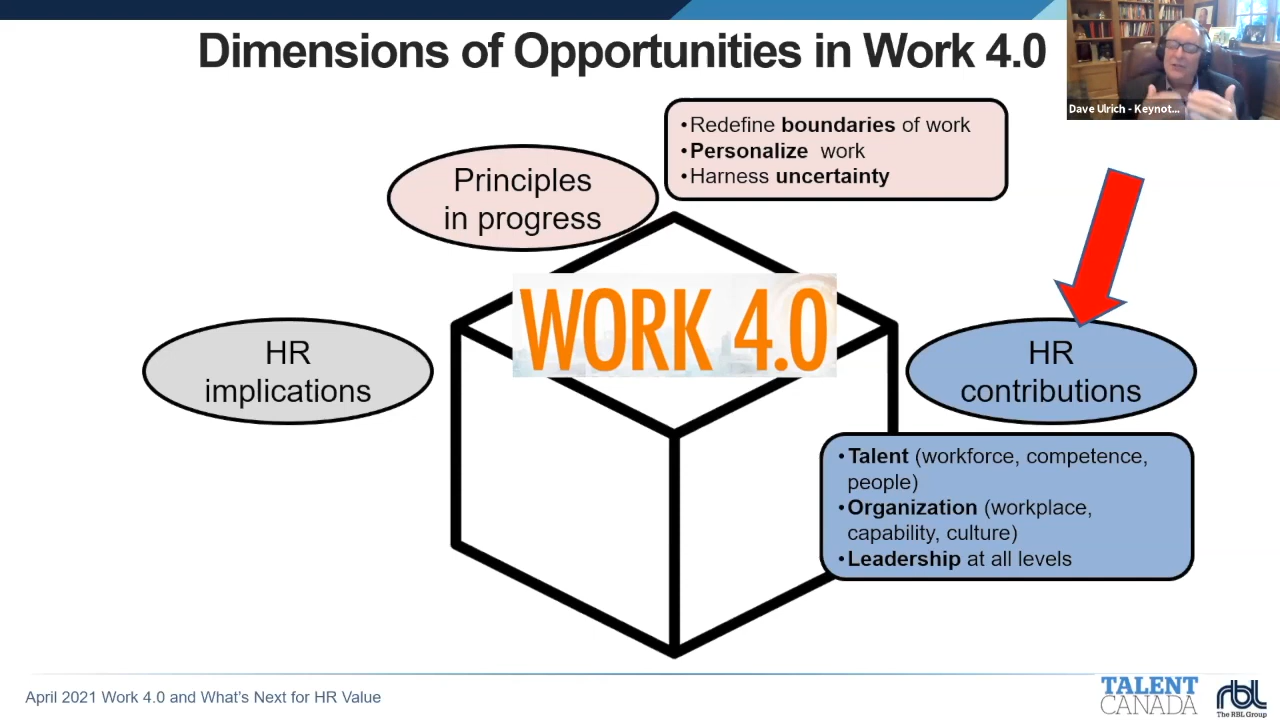 Dimensions of Opportunities in Work 4.0
Dave Ulrich - Keynot...
•Redefine boundaries of work
•Personalize work
•Harness uncertainty
Principles
in progress
WORK 4.0
HR
implications
HR
contributions
•Talent (workforce, competence,
people)
•Organization (workplace,
capability, culture)
•Leadership at all levels
April 2021 Work 4.0 and What's Next for HR Value
TALENT
CANADA
rbl
The RBL Group